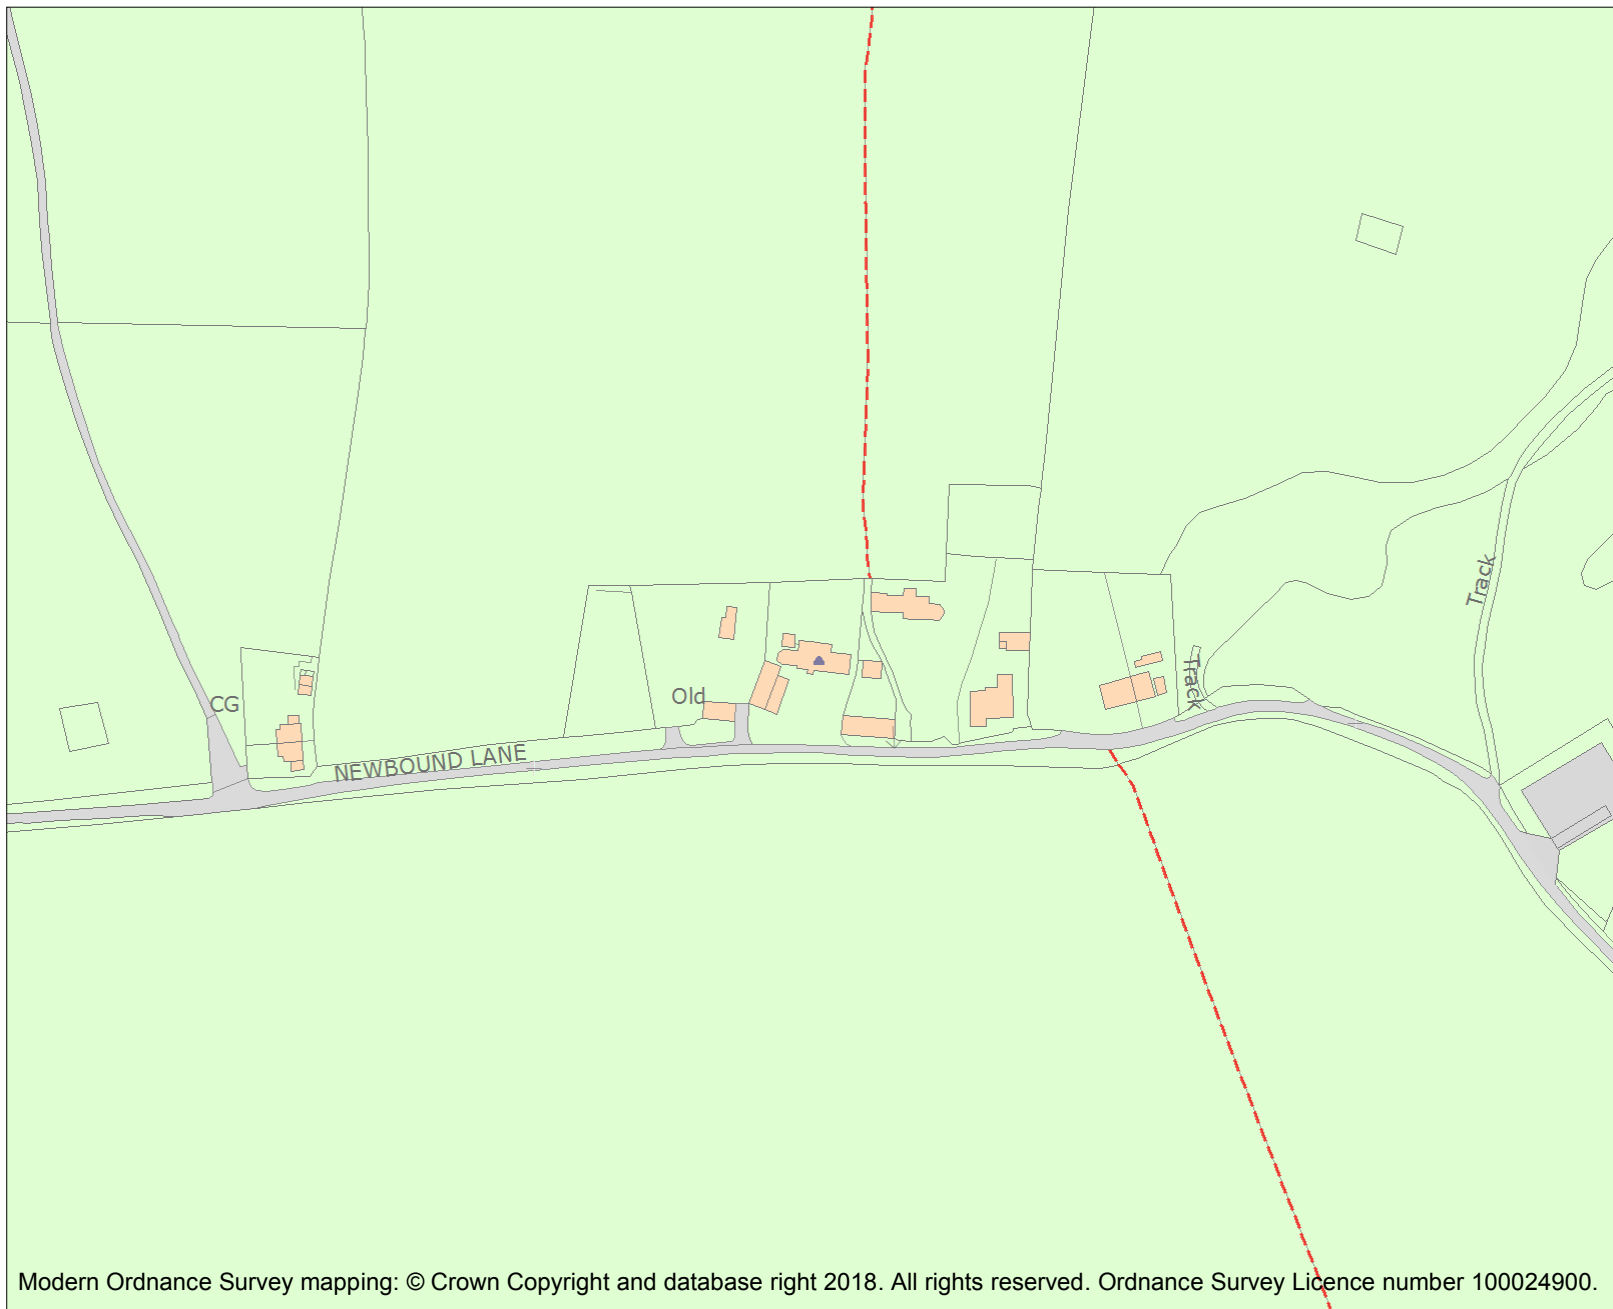 Track
Track
CG
Old
NEWBOUND LANE
Modern Ordnance Survey mapping: © Crown Copyright and database right 2018. All rights reserved. Ordnance Survey Licence number 100024900.